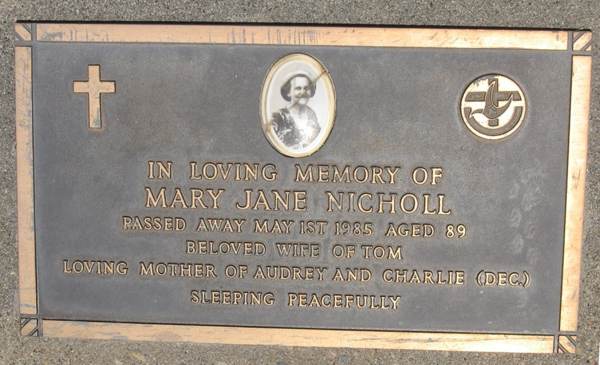 IN LOVING MEMORY OF
MARY JANE NICHOLL
PASSED AWAY MAY 1ST 1985 AGED 89
BELOVED WIFE OF TOM
LOVING MOTHER OF AUDREY AND CHARLIE (DEC.)
SLEEPING PEACEFULLY